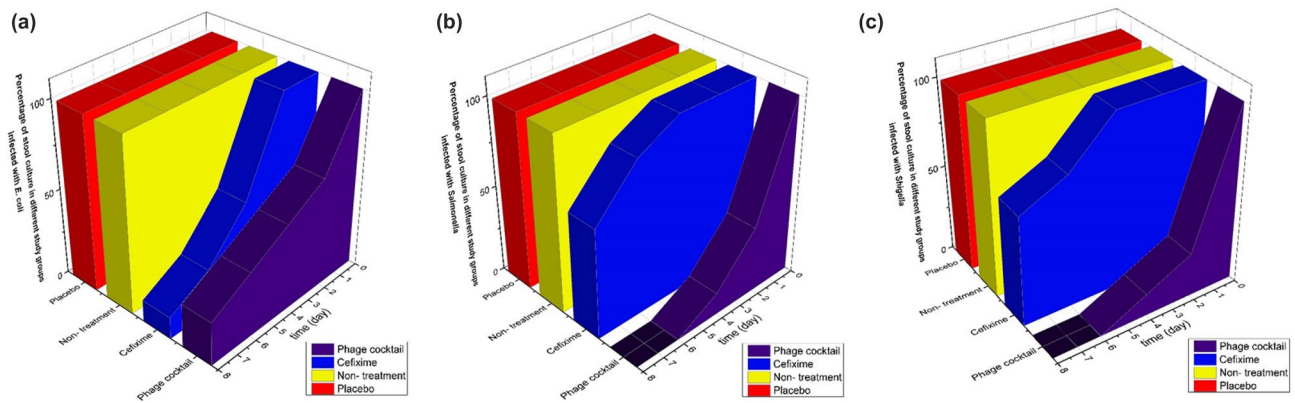 (a)
Percentage of stool culture in different study groups
infected with E. coli
100
50
0
Placebo
Non- treatment
Cefixime
Phage cocktail
8
7
6
5
4
3
2
1
0
time (day)
Phage cocktail
Cefixime
Non- treatment
Placebo
(b)
Percentage of stool culture in different study groups
infected with Salmonella
100
50
0
Placebo
Non- treatment
Cefixime
Phage cocktail
8
7
6
5
4
3
2
1
0
time (day)
Phage cocktail
Cefixime
Non- treatment
Placebo
(c)
Percentage of stool culture in different study groups
infected with Shigella
100
50
0
Placebo
Non- treatment
Cefixime
Phage cocktail
8
7
6
5
4
3
2
1
0
time (day)
Phage cocktail
Cefixime
Non- treatment
Placebo